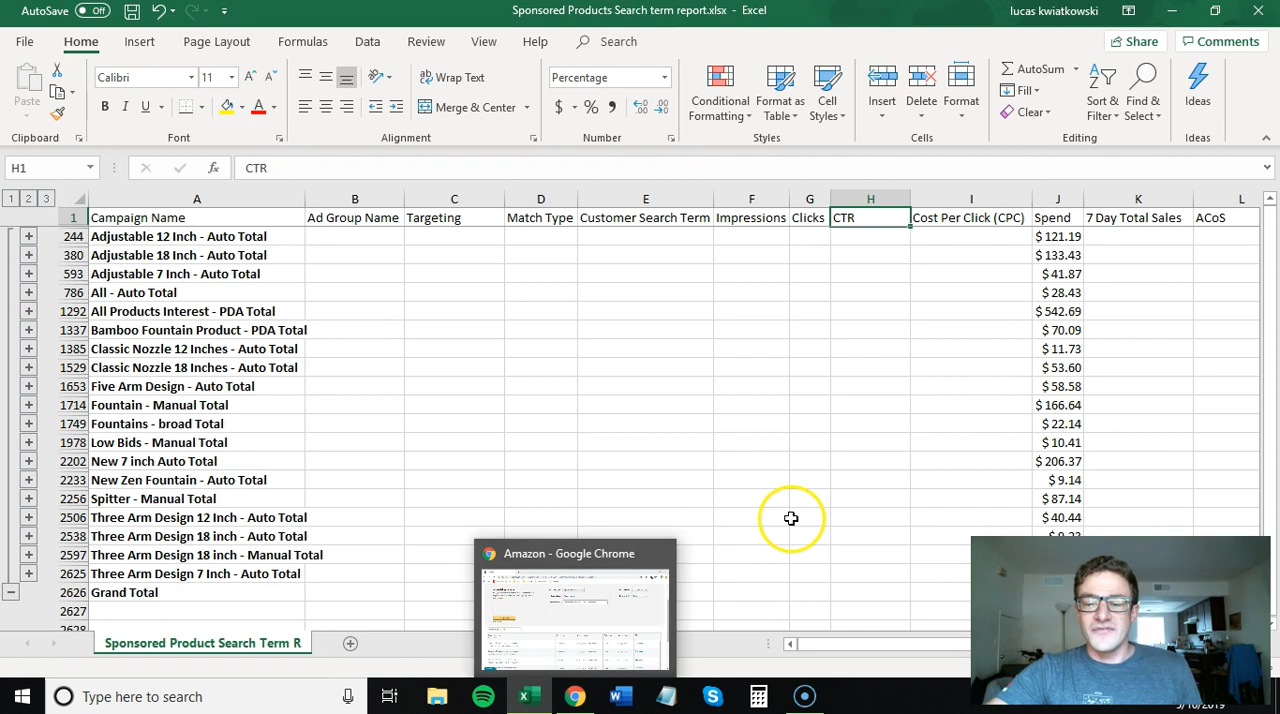 AutoSave Off
Sponsored Products Search term report.xlsx - Excel
lucas kwiatkowski
File Home Insert Page Layout Formulas Data Review View Help Search Share Comments
Calibri 11 A A Wrap Text Percentage AutoSum
Paste B I U A Merge & Center $ % Conditional Formatting Format as Table Cell Styles Insert Delete Format Fill Clear Sort & Filter Find & Select Ideas
Clipboard Font Alignment Number Styles Cells Editing Ideas
H1 fx CTR
1 2 3 A B C D E F G H I J K L
1 Campaign Name Ad Group Name Targeting Match Type Customer Search Term Impressions Clicks CTR Cost Per Click (CPC) Spend 7 Day Total Sales ACoS
244 Adjustable 12 Inch - Auto Total $ 121.19
380 Adjustable 18 Inch - Auto Total $ 133.43
593 Adjustable 7 Inch - Auto Total $ 41.87
786 All - Auto Total $ 28.43
1292 All Products Interest - PDA Total $ 542.69
1337 Bamboo Fountain Product - PDA Total $ 70.09
1385 Classic Nozzle 12 Inches - Auto Total $ 11.73
1529 Classic Nozzle 18 Inches - Auto Total $ 53.60
1653 Five Arm Design - Auto Total $ 58.58
1714 Fountain - Manual Total $ 166.64
1749 Fountains - broad Total $ 22.14
1978 Low Bids - Manual Total $ 10.41
2202 New 7 inch Auto Total $ 206.37
2233 New Zen Fountain - Auto Total $ 9.14
2256 Spitter - Manual Total $ 87.14
2506 Three Arm Design 12 Inch - Auto Total $ 40.44
2538 Three Arm Design 18 inch - Auto Total
2597 Three Arm Design 18 inch - Manual Total
2625 Three Arm Design 7 Inch - Auto Total
2626 Grand Total
2627
2628
Amazon - Google Chrome
Sponsored Product Search Term R
Type here to search